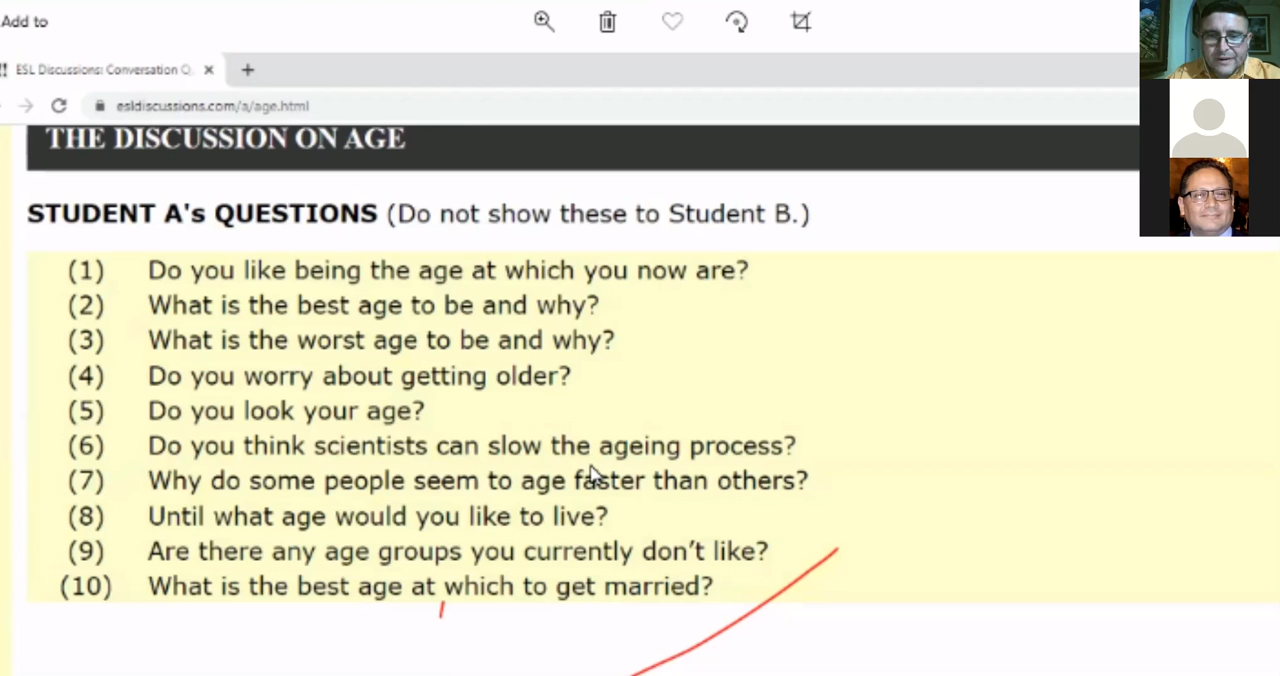 Add to
ESL Discussions: Conversation Q
esldiscussions.com/a/age.html
THE DISCUSSION ON AGE
STUDENT A's QUESTIONS (Do not show these to Student B.)
(1) Do you like being the age at which you now are?
(2) What is the best age to be and why?
(3) What is the worst age to be and why?
(4) Do you worry about getting older?
(5) Do you look your age?
(6) Do you think scientists can slow the ageing process?
(7) Why do some people seem to age faster than others?
(8) Until what age would you like to live?
(9) Are there any age groups you currently don’t like?
(10) What is the best age at which to get married?